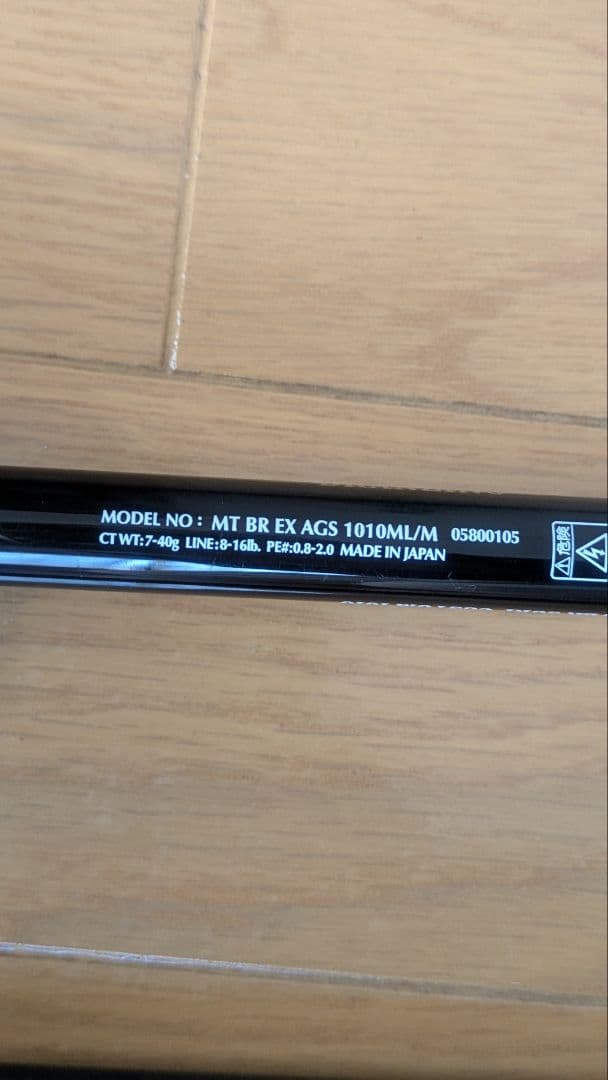 MODEL NO : MT BR EX AGS 1010ML/M 05800105
CT WT:7-40g LINE:8-16lb. PE#:0.8-2.0 MADE IN JAPAN
危険